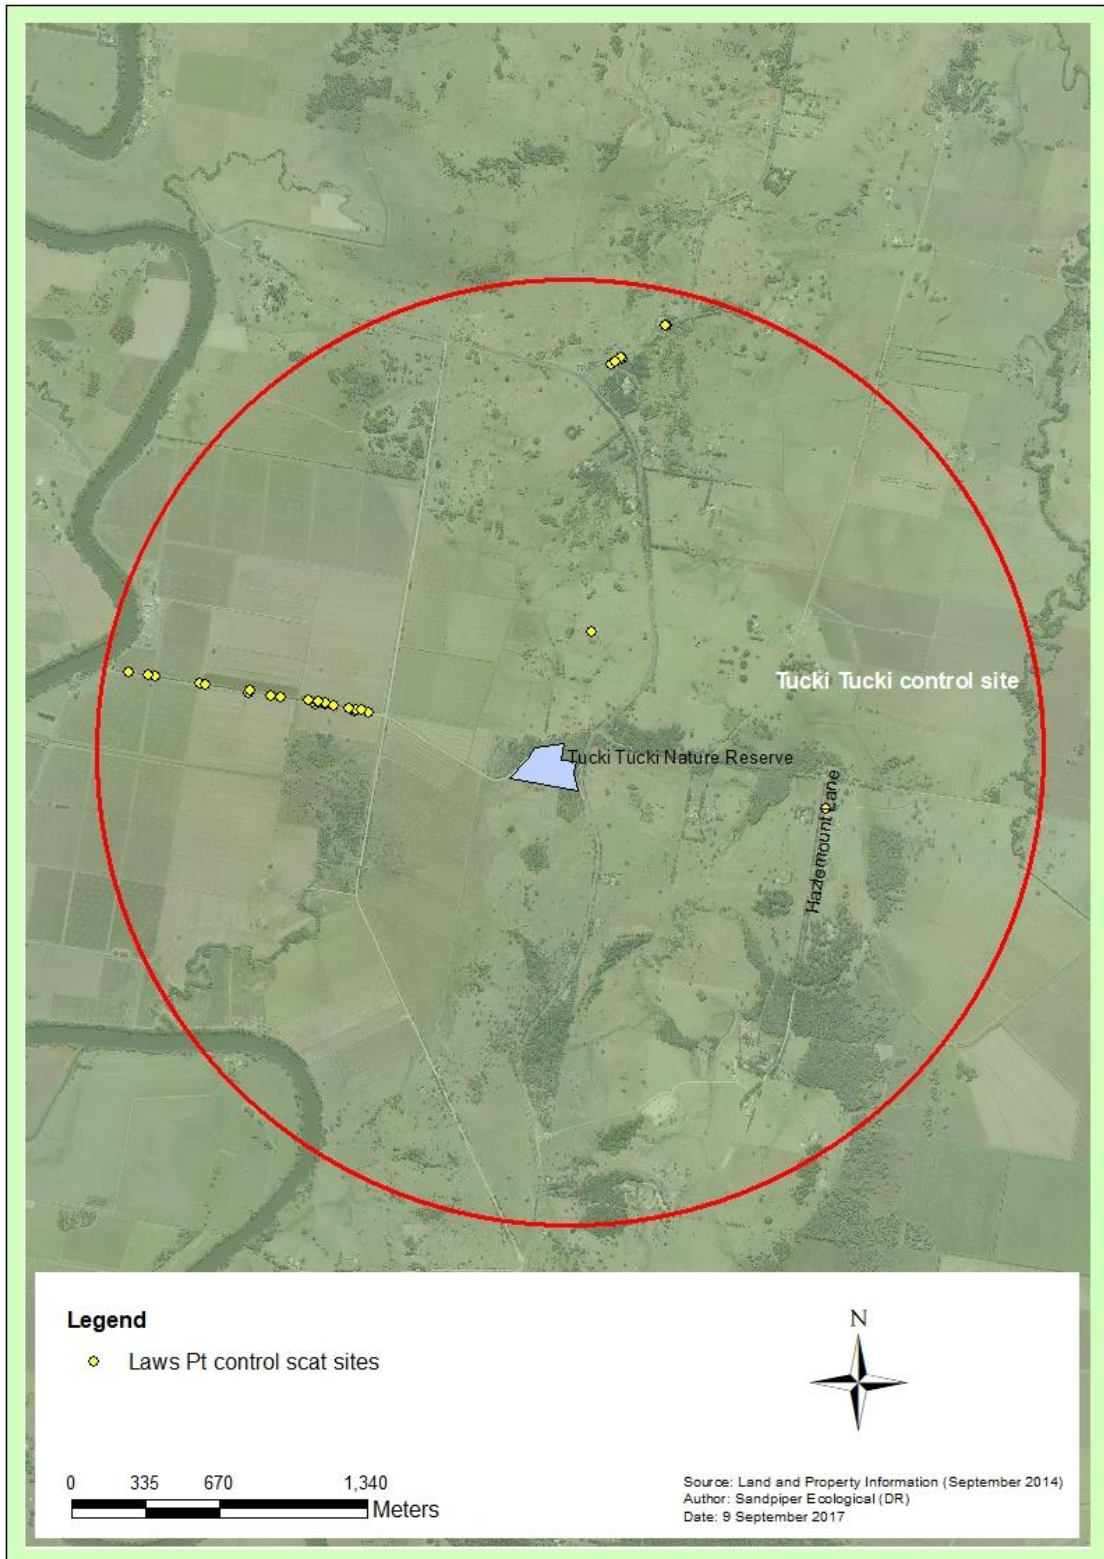 Tucki Tucki control site
Tucki Tucki Nature Reserve
Hazlemount Lane
Legend
Laws Pt control scat sites
N
0 335 670 1,340
Meters
Source: Land and Property Information (September 2014)
Author: Sandpiper Ecological (DR)
Date: 9 September 2017